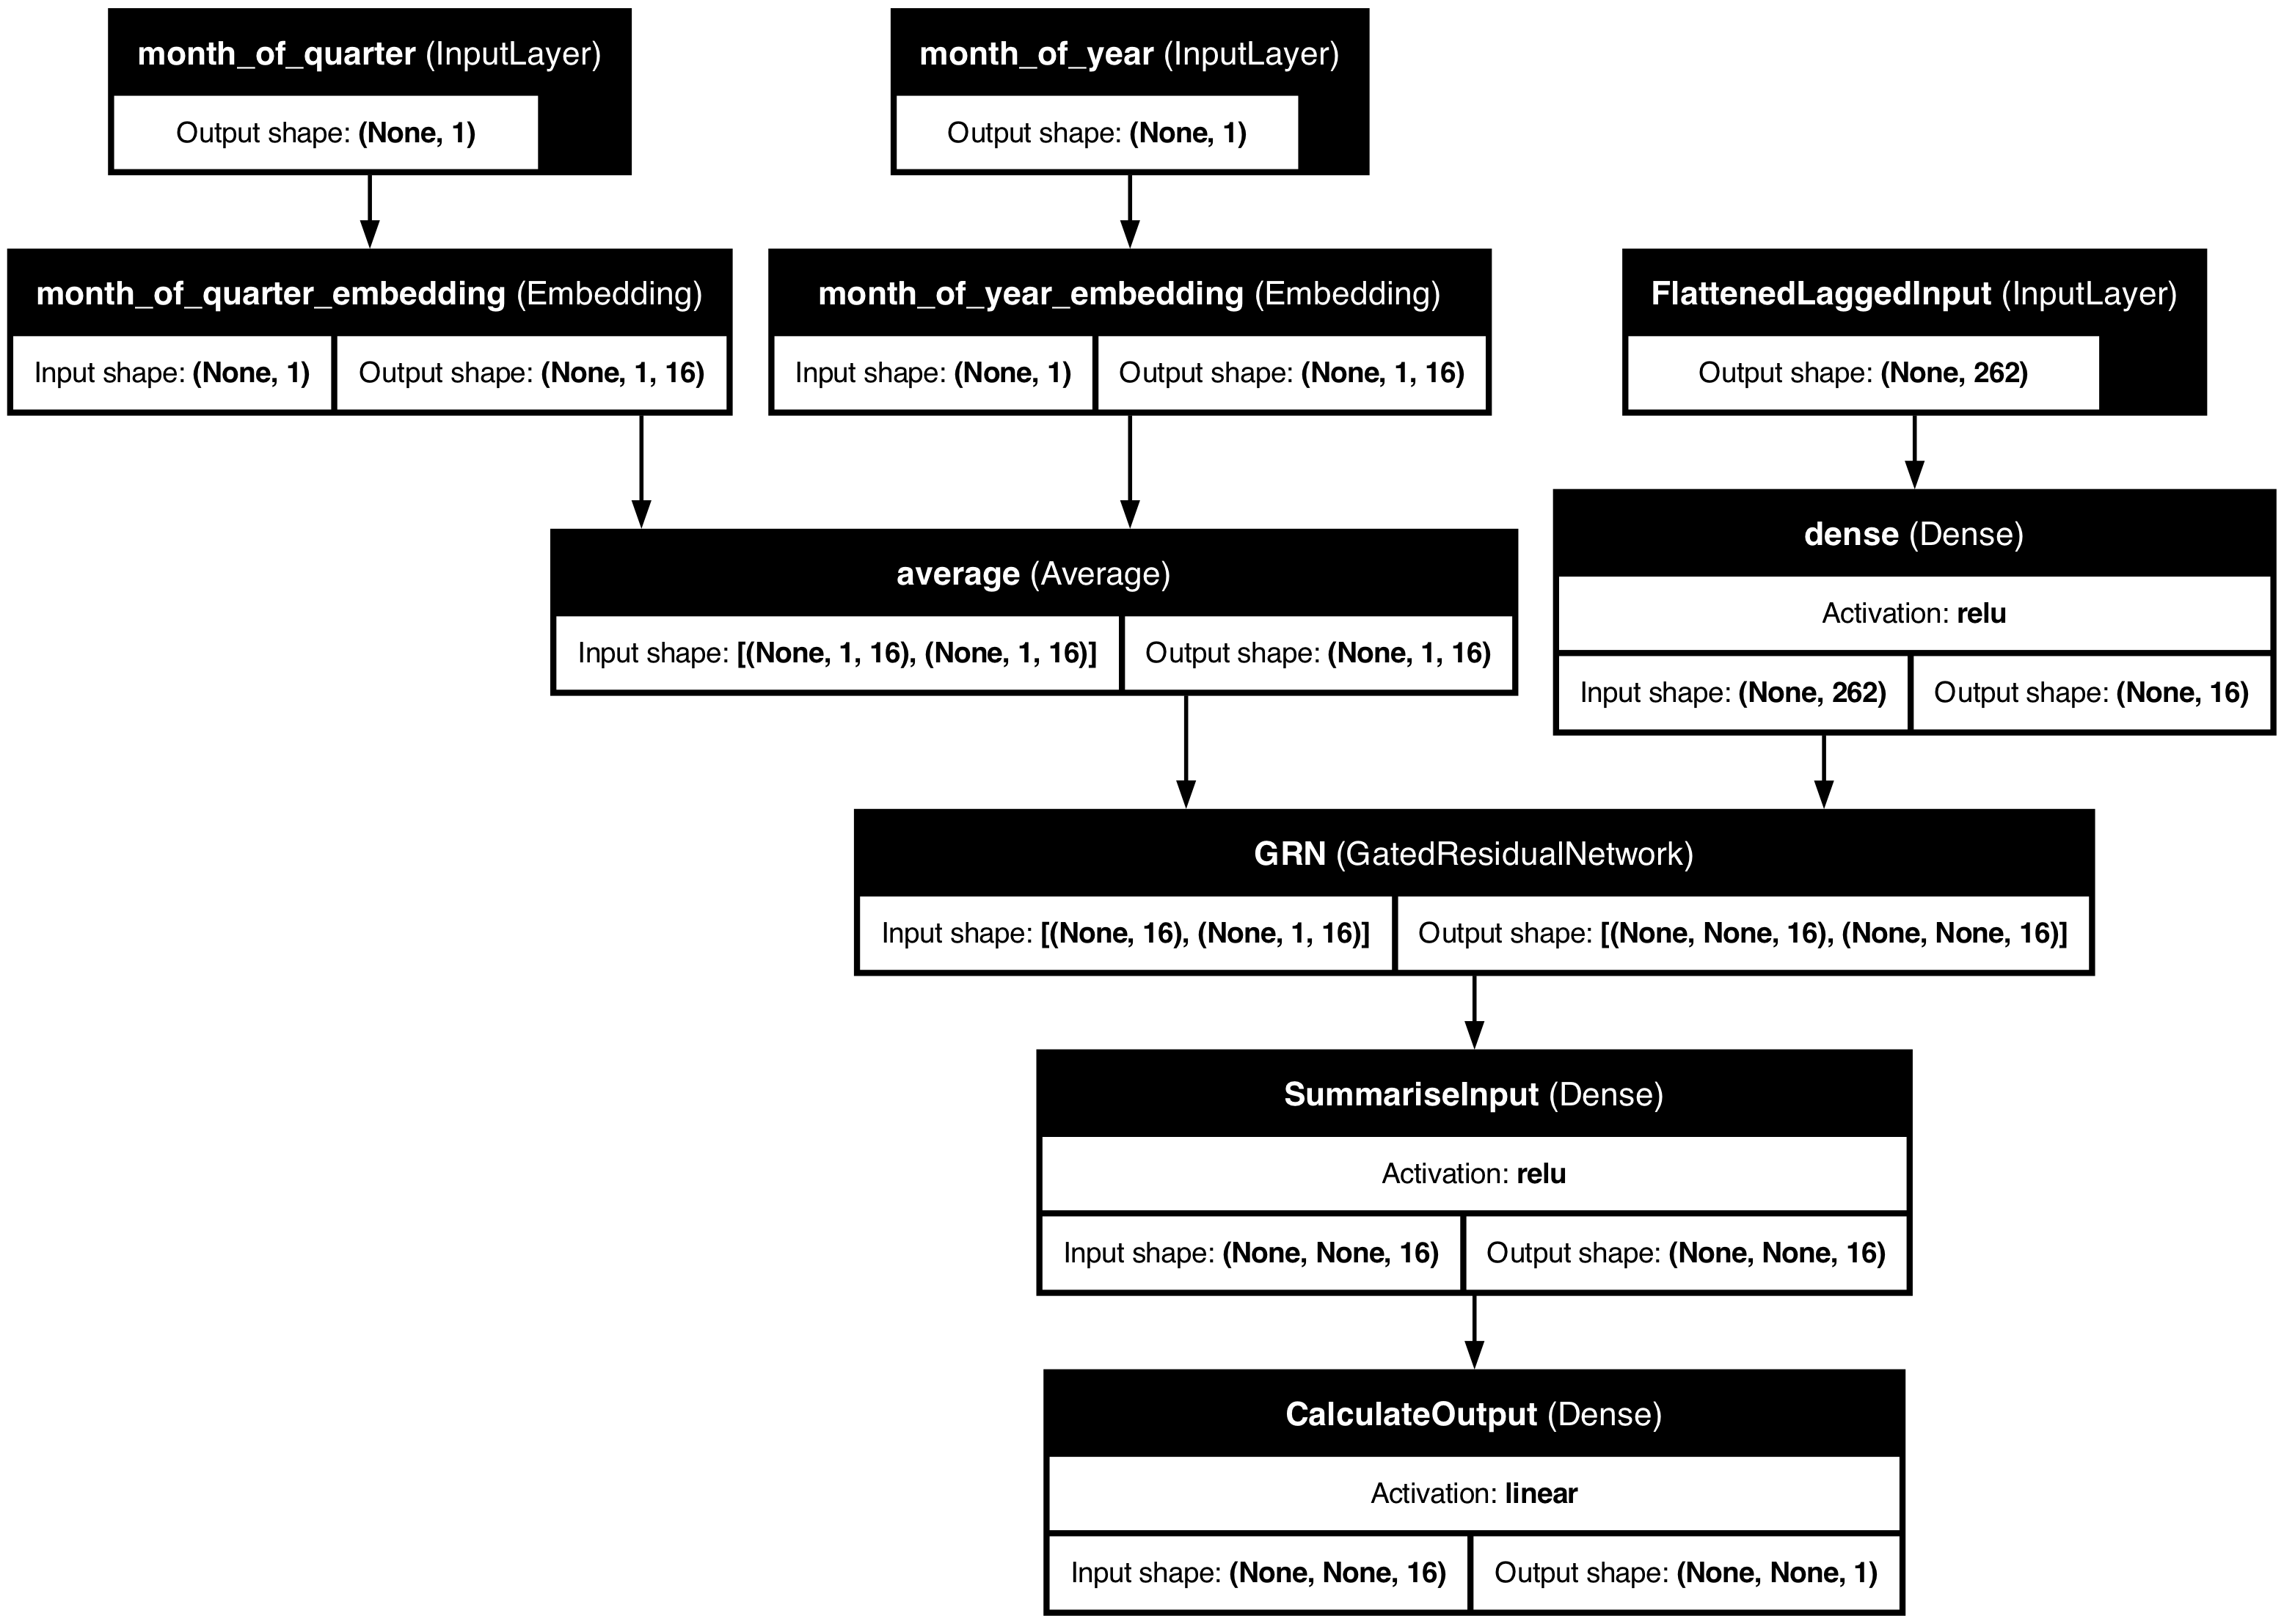 month_of_quarter (InputLayer)
Output shape: (None, 1)
month_of_year (InputLayer)
Output shape: (None, 1)
month_of_quarter_embedding (Embedding)
Input shape: (None, 1) Output shape: (None, 1, 16)
month_of_year_embedding (Embedding)
Input shape: (None, 1) Output shape: (None, 1, 16)
FlattenedLaggedInput (InputLayer)
Output shape: (None, 262)
average (Average)
Input shape: [(None, 1, 16), (None, 1, 16)] Output shape: (None, 1, 16)
dense (Dense)
Activation: relu
Input shape: (None, 262) Output shape: (None, 16)
GRN (GatedResidualNetwork)
Input shape: [(None, 16), (None, 1, 16)] Output shape: [(None, None, 16), (None, None, 16)]
SummariseInput (Dense)
Activation: relu
Input shape: (None, None, 16) Output shape: (None, None, 16)
CalculateOutput (Dense)
Activation: linear
Input shape: (None, None, 16) Output shape: (None, None, 1)